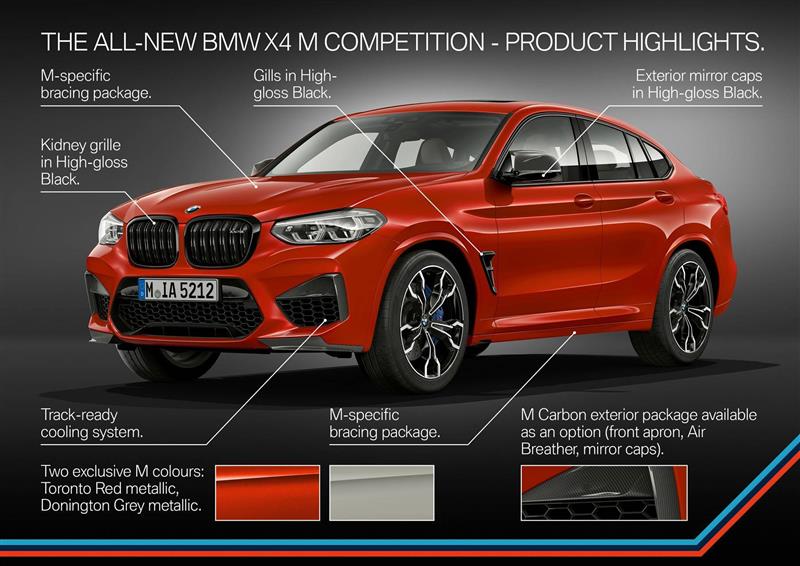 THE ALL-NEW BMW X4 M COMPETITION - PRODUCT HIGHLIGHTS.
M-specific
bracing package.
Gills in High-
gloss Black.
Exterior mirror caps
in High-gloss Black.
Kidney grille
in High-gloss
Black.
M IA 5212
Track-ready
cooling system.
M-specific
bracing package.
M Carbon exterior package available
as an option (front apron, Air
Breather, mirror caps).
Two exclusive M colours:
Toronto Red metallic,
Donington Grey metallic.